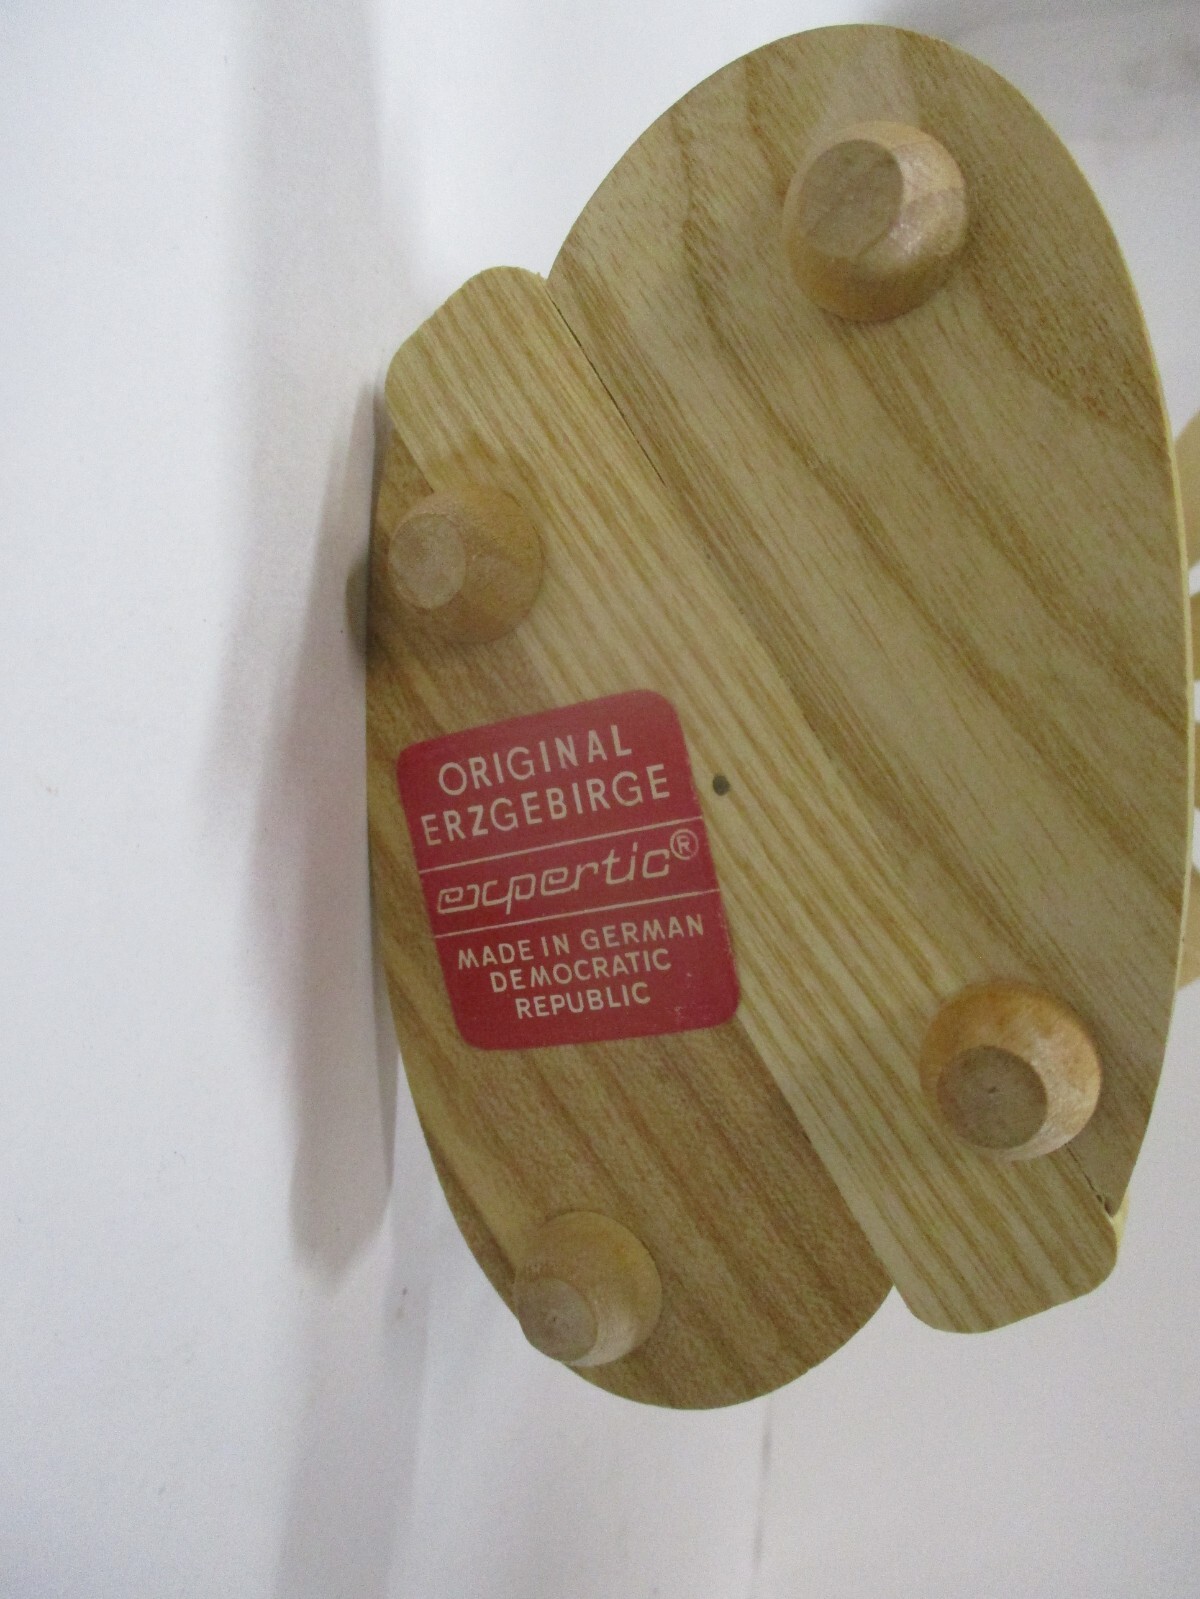 ORIGINAL
ERZGEBIRGE
expertic®
MADE IN GERMAN
DEMOCRATIC
REPUBLIC